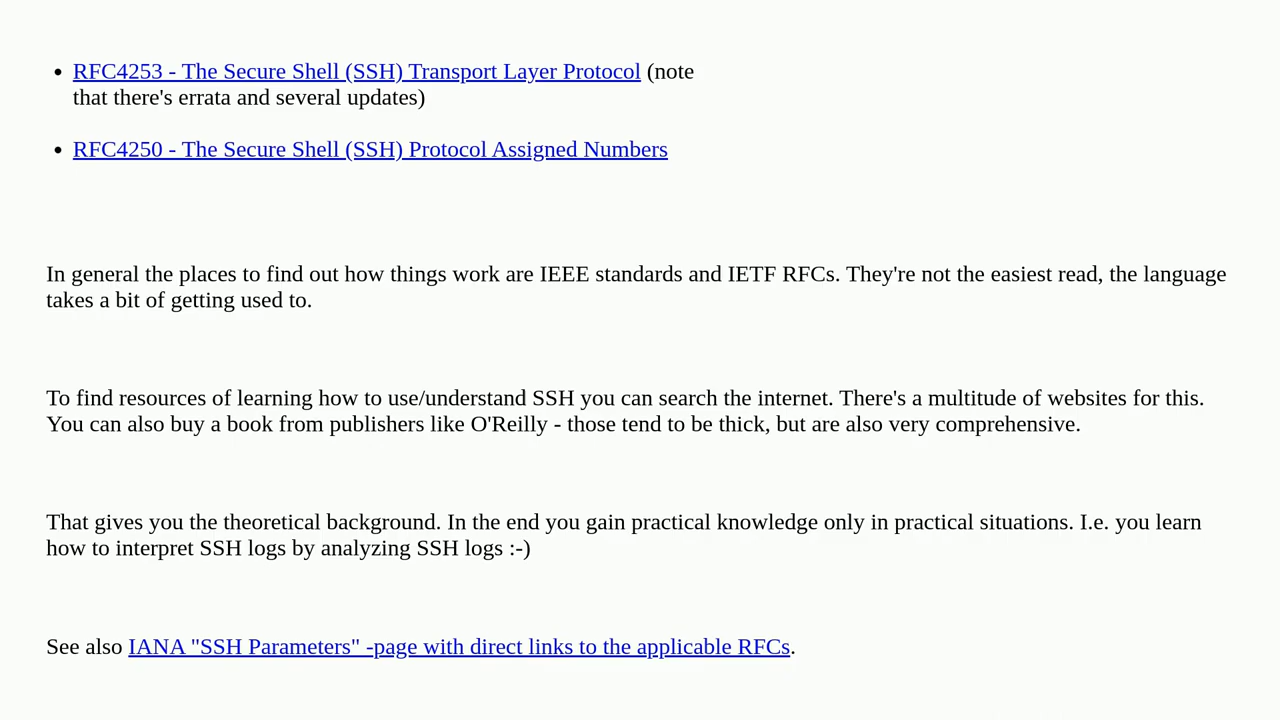 • RFC4253 - The Secure Shell (SSH) Transport Layer Protocol (note
that there's errata and several updates)
• RFC4250 - The Secure Shell (SSH) Protocol Assigned Numbers
In general the places to find out how things work are IEEE standards and IETF RFCs. They're not the easiest read, the language
takes a bit of getting used to.
To find resources of learning how to use/understand SSH you can search the internet. There's a multitude of websites for this.
You can also buy a book from publishers like O'Reilly - those tend to be thick, but are also very comprehensive.
That gives you the theoretical background. In the end you gain practical knowledge only in practical situations. I.e. you learn
how to interpret SSH logs by analyzing SSH logs :-)
See also IANA "SSH Parameters" -page with direct links to the applicable RFCs.